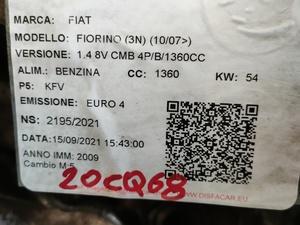 MARCA: FIAT
MODELLO: FIORINO (3N) (10/07>)
VERSIONE: 1.4 8V CMB 4P/B/1360CC
ALIM.: BENZINA CC: 1360 KW: 54
P5: KFV
EMISSIONE: EURO 4
NS: 2195/2021
DATA:15/09/2021 15:43:00
ANNO IMM: 2009
Cambio M:5
20CQ68
WWW.DISFACAR.EU